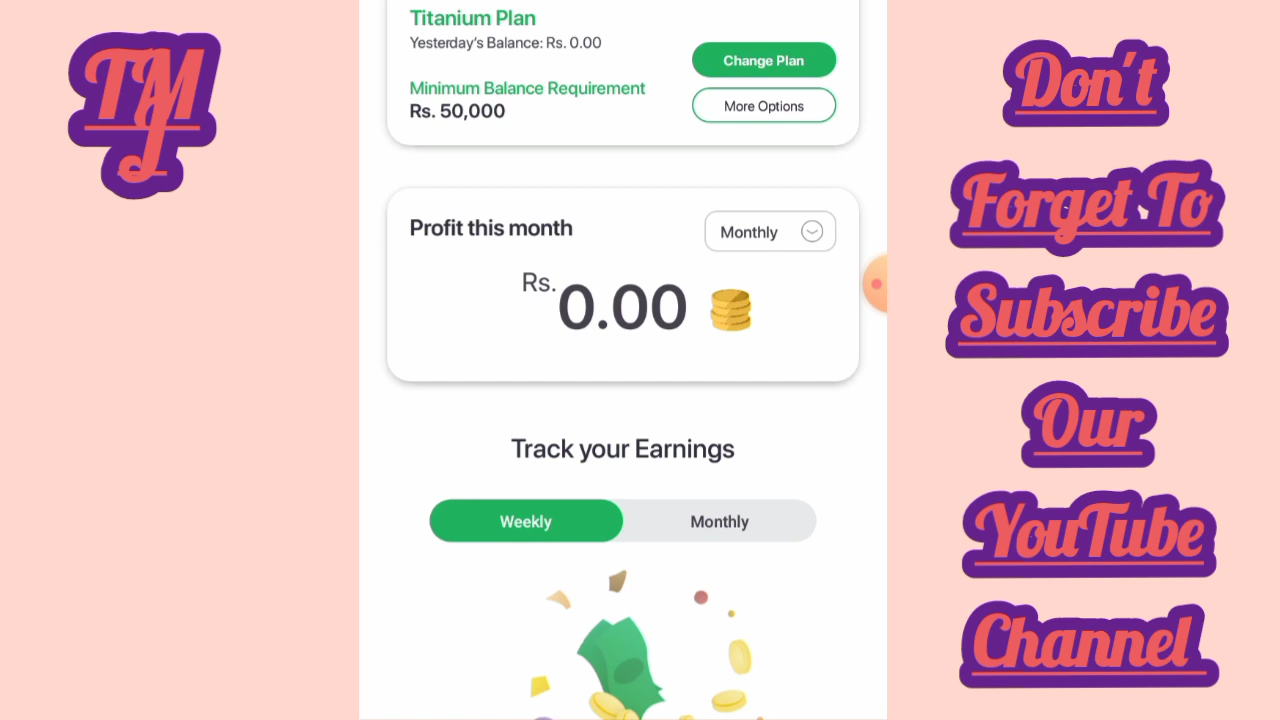 TMJ
Titanium Plan
Yesterday's Balance: Rs. 0.00
Minimum Balance Requirement
Rs. 50,000
Change Plan
More Options
Profit this month
Monthly
Rs. 0.00
Track your Earnings
Weekly
Monthly
Don't
Forget To
Subscribe
Our
YouTube
Channel